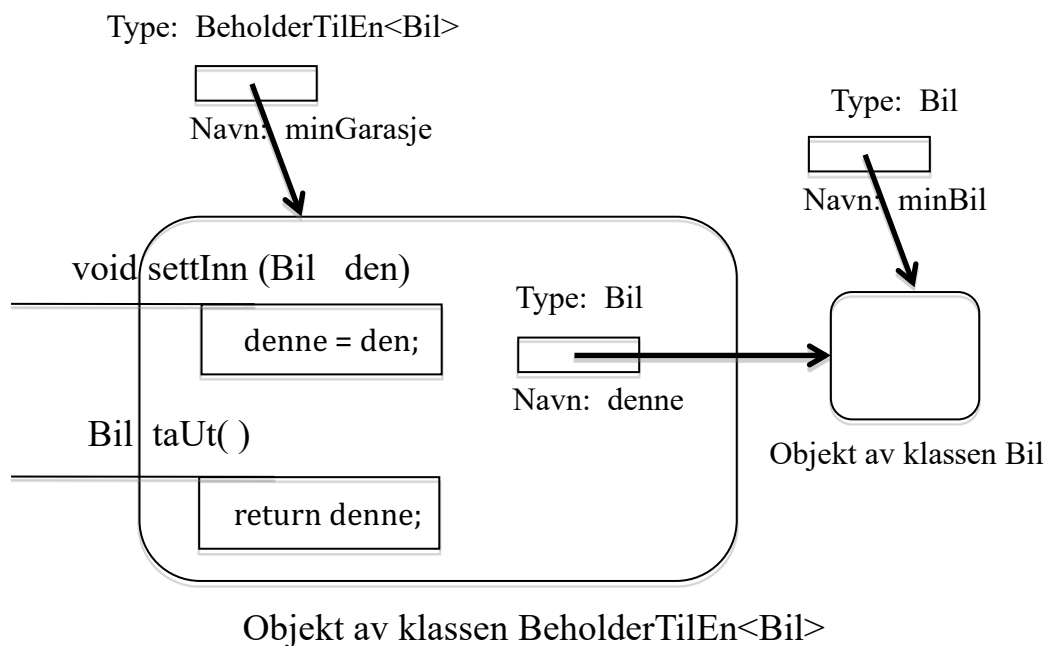 Type: BeholderTilEn<Bil>
Navn: minGarasje
Type: Bil
Navn: minBil
void settInn (Bil den)
denne = den;
Type: Bil
Navn: denne
Bil taUt( )
return denne;
Objekt av klassen Bil
Objekt av klassen BeholderTilEn<Bil>